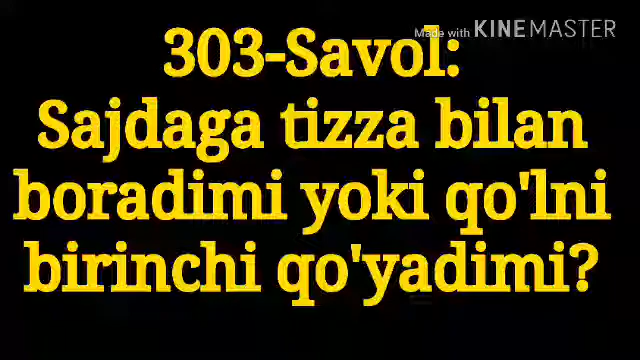 Made with KINEMASTER
303-Savol:
Sajdaga tizza bilan
boradimi yoki qo'lni
birinchi qo'yadimi?